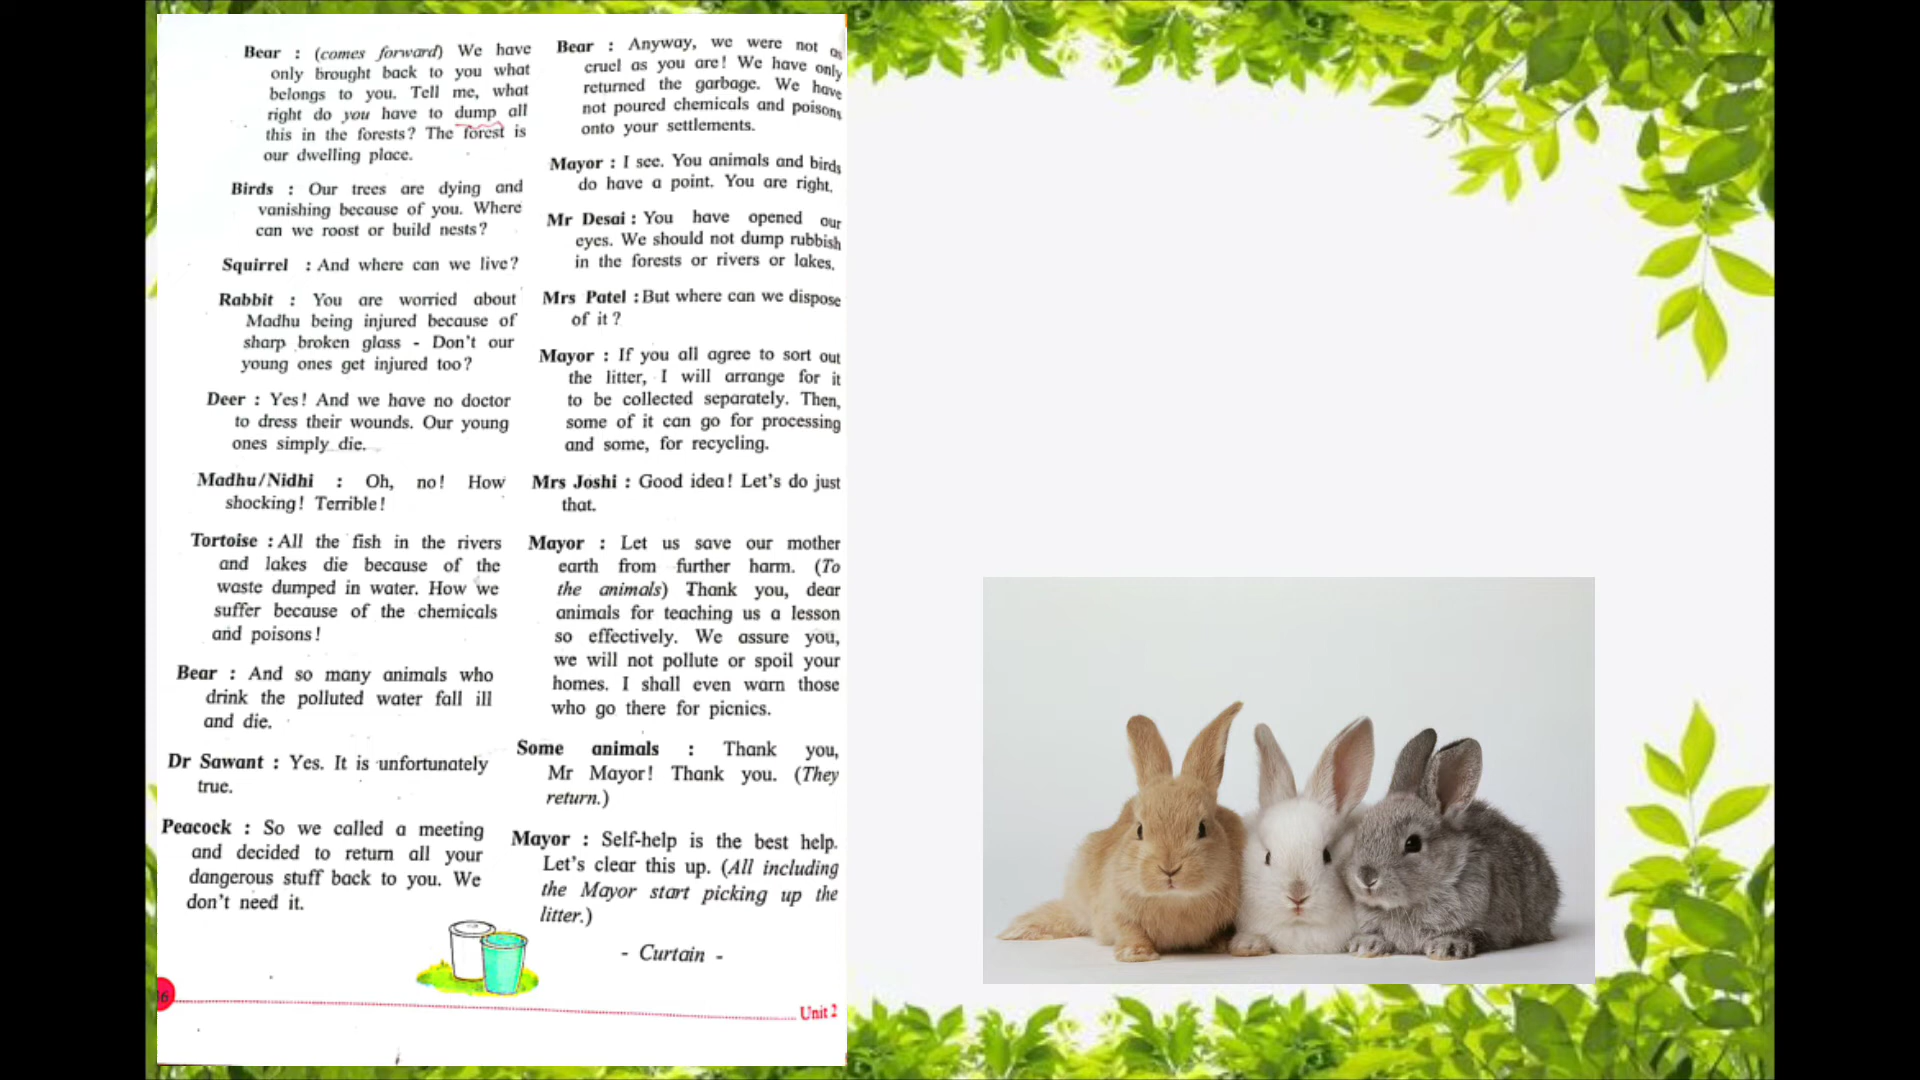 Bear : (comes forward) We have
only brought back to you what
belongs to you. Tell me, what
right do you have to dump all
this in the forests? The forest is
our dwelling place.
Birds : Our trees are dying and
vanishing because of you. Where
can we roost or build nests?
Squirrel : And where can we live?
Rabbit : You are worried about
Madhu being injured because of
sharp broken glass - Don't our
young ones get injured too?
Deer : Yes! And we have no doctor
to dress their wounds. Our young
ones simply die.
Madhu/Nidhi : Oh, no! How
shocking! Terrible!
Tortoise : All the fish in the rivers
and lakes die because of the
waste dumped in water. How we
suffer because of the chemicals
and poisons!
Bear : And so many animals who
drink the polluted water fall ill
and die.
Dr Sawant : Yes. It is unfortunately
true.
Peacock : So we called a meeting
and decided to return all your
dangerous stuff back to you. We
don't need it.
Bear : Anyway, we were not as
cruel as you are! We have only
returned the garbage. We have
not poured chemicals and poisons
onto your settlements.
Mayor : I see. You animals and birds
do have a point. You are right.
Mr Desai : You have opened our
eyes. We should not dump rubbish
in the forests or rivers or lakes.
Mrs Patel : But where can we dispose
of it?
Mayor : If you all agree to sort out
the litter, I will arrange for it
to be collected separately. Then,
some of it can go for processing
and some, for recycling.
Mrs Joshi : Good idea! Let's do just
that.
Mayor : Let us save our mother
earth from further harm. (To
the animals) Thank you, dear
animals for teaching us a lesson
so effectively. We assure you,
we will not pollute or spoil your
homes. I shall even warn those
who go there for picnics.
Some animals : Thank you,
Mr Mayor! Thank you. (They
return.)
Mayor : Self-help is the best help.
Let's clear this up. (All including
the Mayor start picking up the
litter.)
- Curtain -
Unit 2